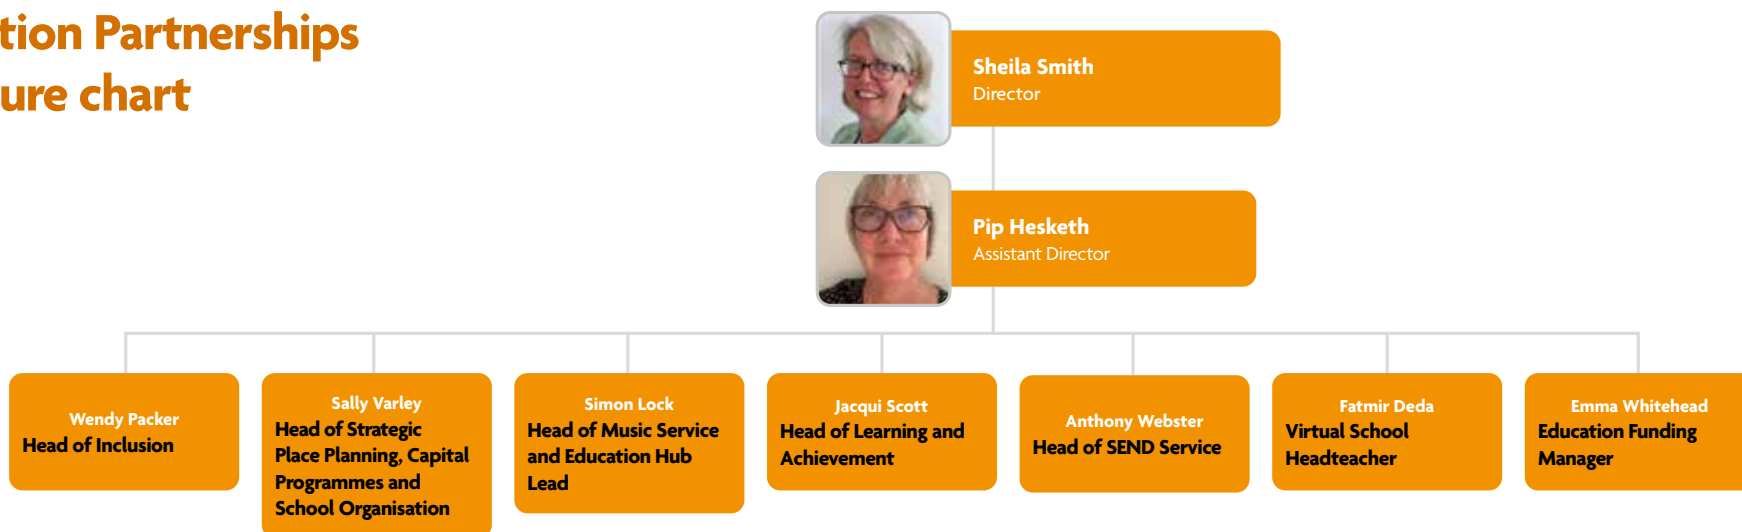 tion Partnerships
ure chart
Sheila Smith
Director
Pip Hesketh
Assistant Director
Wendy Packer
Head of Inclusion
Sally Varley
Head of Strategic
Place Planning, Capital
Programmes and
School Organisation
Simon Lock
Head of Music Service
and Education Hub
Lead
Jacqui Scott
Head of Learning and
Achievement
Anthony Webster
Head of SEND Service
Fatmir Deda
Virtual School
Headteacher
Emma Whitehead
Education Funding
Manager